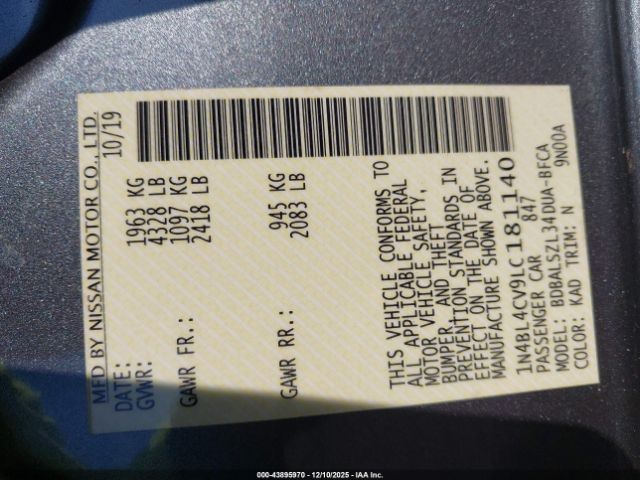 MFD BY NISSAN MOTOR CO., LTD.
DATE: 10/19
GVWR: 1963 KG
4328 LB
GAWR FR.: 1097 KG
2418 LB
GAWR RR.: 945 KG
2083 LB
THIS VEHICLE CONFORMS TO
ALL APPLICABLE FEDERAL
MOTOR VEHICLE SAFETY,
BUMPER, AND THEFT
PREVENTION STANDARDS IN
EFFECT ON THE DATE OF
MANUFACTURE SHOWN ABOVE.
1N4BL4CV9LC181140
PASSENGER CAR 847
MODEL: BDBALSZL34DUA-BFCA
COLOR: KAD TRIM: N 9N00A
000-43895970 - 12/10/2025 - IAA Inc.